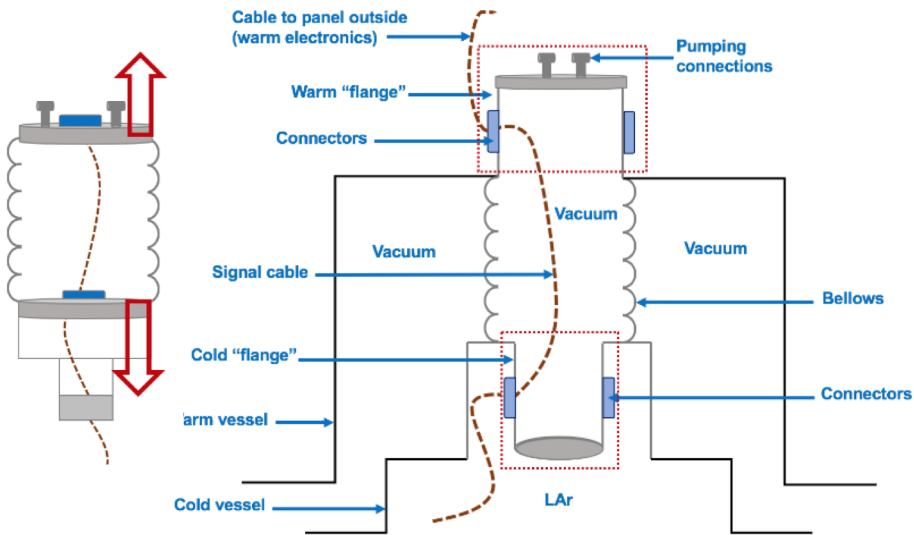 Cable to panel outside
(warm electronics)
Pumping
connections
Warm “flange”
Connectors
Vacuum
Vacuum
Vacuum
Signal cable
Bellows
Cold “flange”
Connectors
arm vessel
Cold vessel
LAr